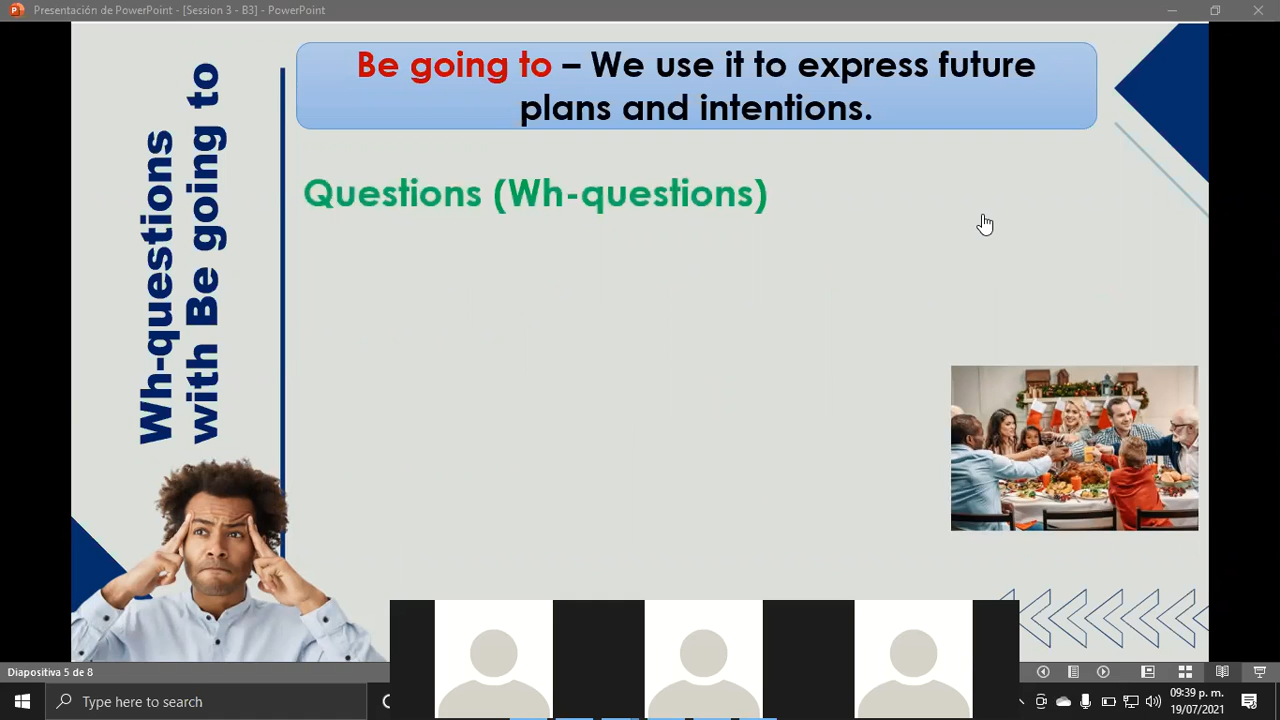 Presentación de PowerPoint - [Session 3 - B3] - PowerPoint
Be going to – We use it to express future
plans and intentions.
Wh-questions
with Be going to
Questions (Wh-questions)
Diapositiva 5 de 8
Type here to search
09:39 p. m.
19/07/2021